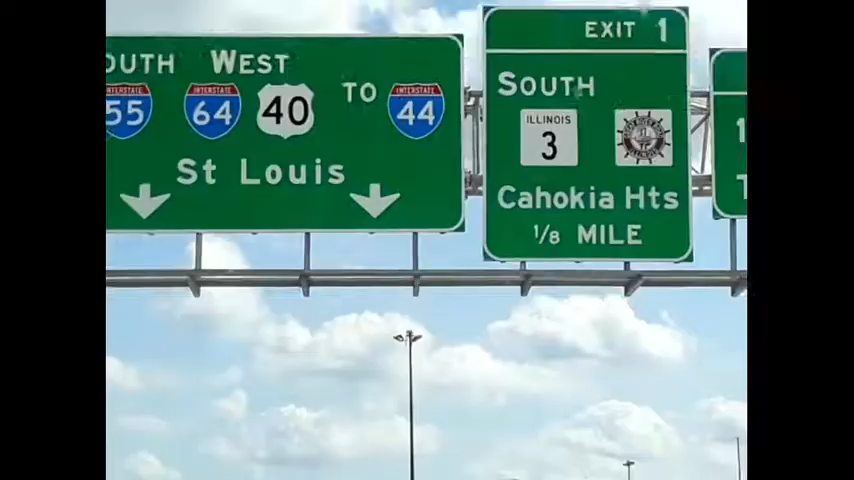 OUTH WEST
INTERSTATE 55 INTERSTATE 64 40 TO INTERSTATE 44
St Louis
EXIT 1
SOUTH
ILLINOIS
3
Cahokia Hts
1/8 MILE
1
T